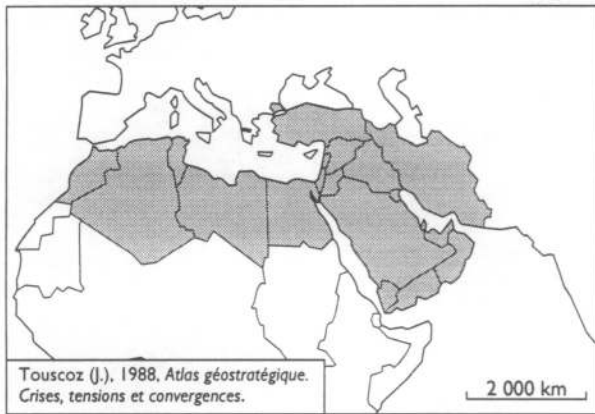 Touscoz (J.), 1988, Atlas géostratégique.
Crises, tensions et convergences.
2 000 km